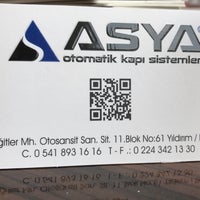 ASYA
otomatik kapı sistemler
ğitler Mh. Otosansit San. Sit. 11.Blok No:61 Yıldırım /
C. 0 541 893 16 16 T - F .: 0 224 342 13 30